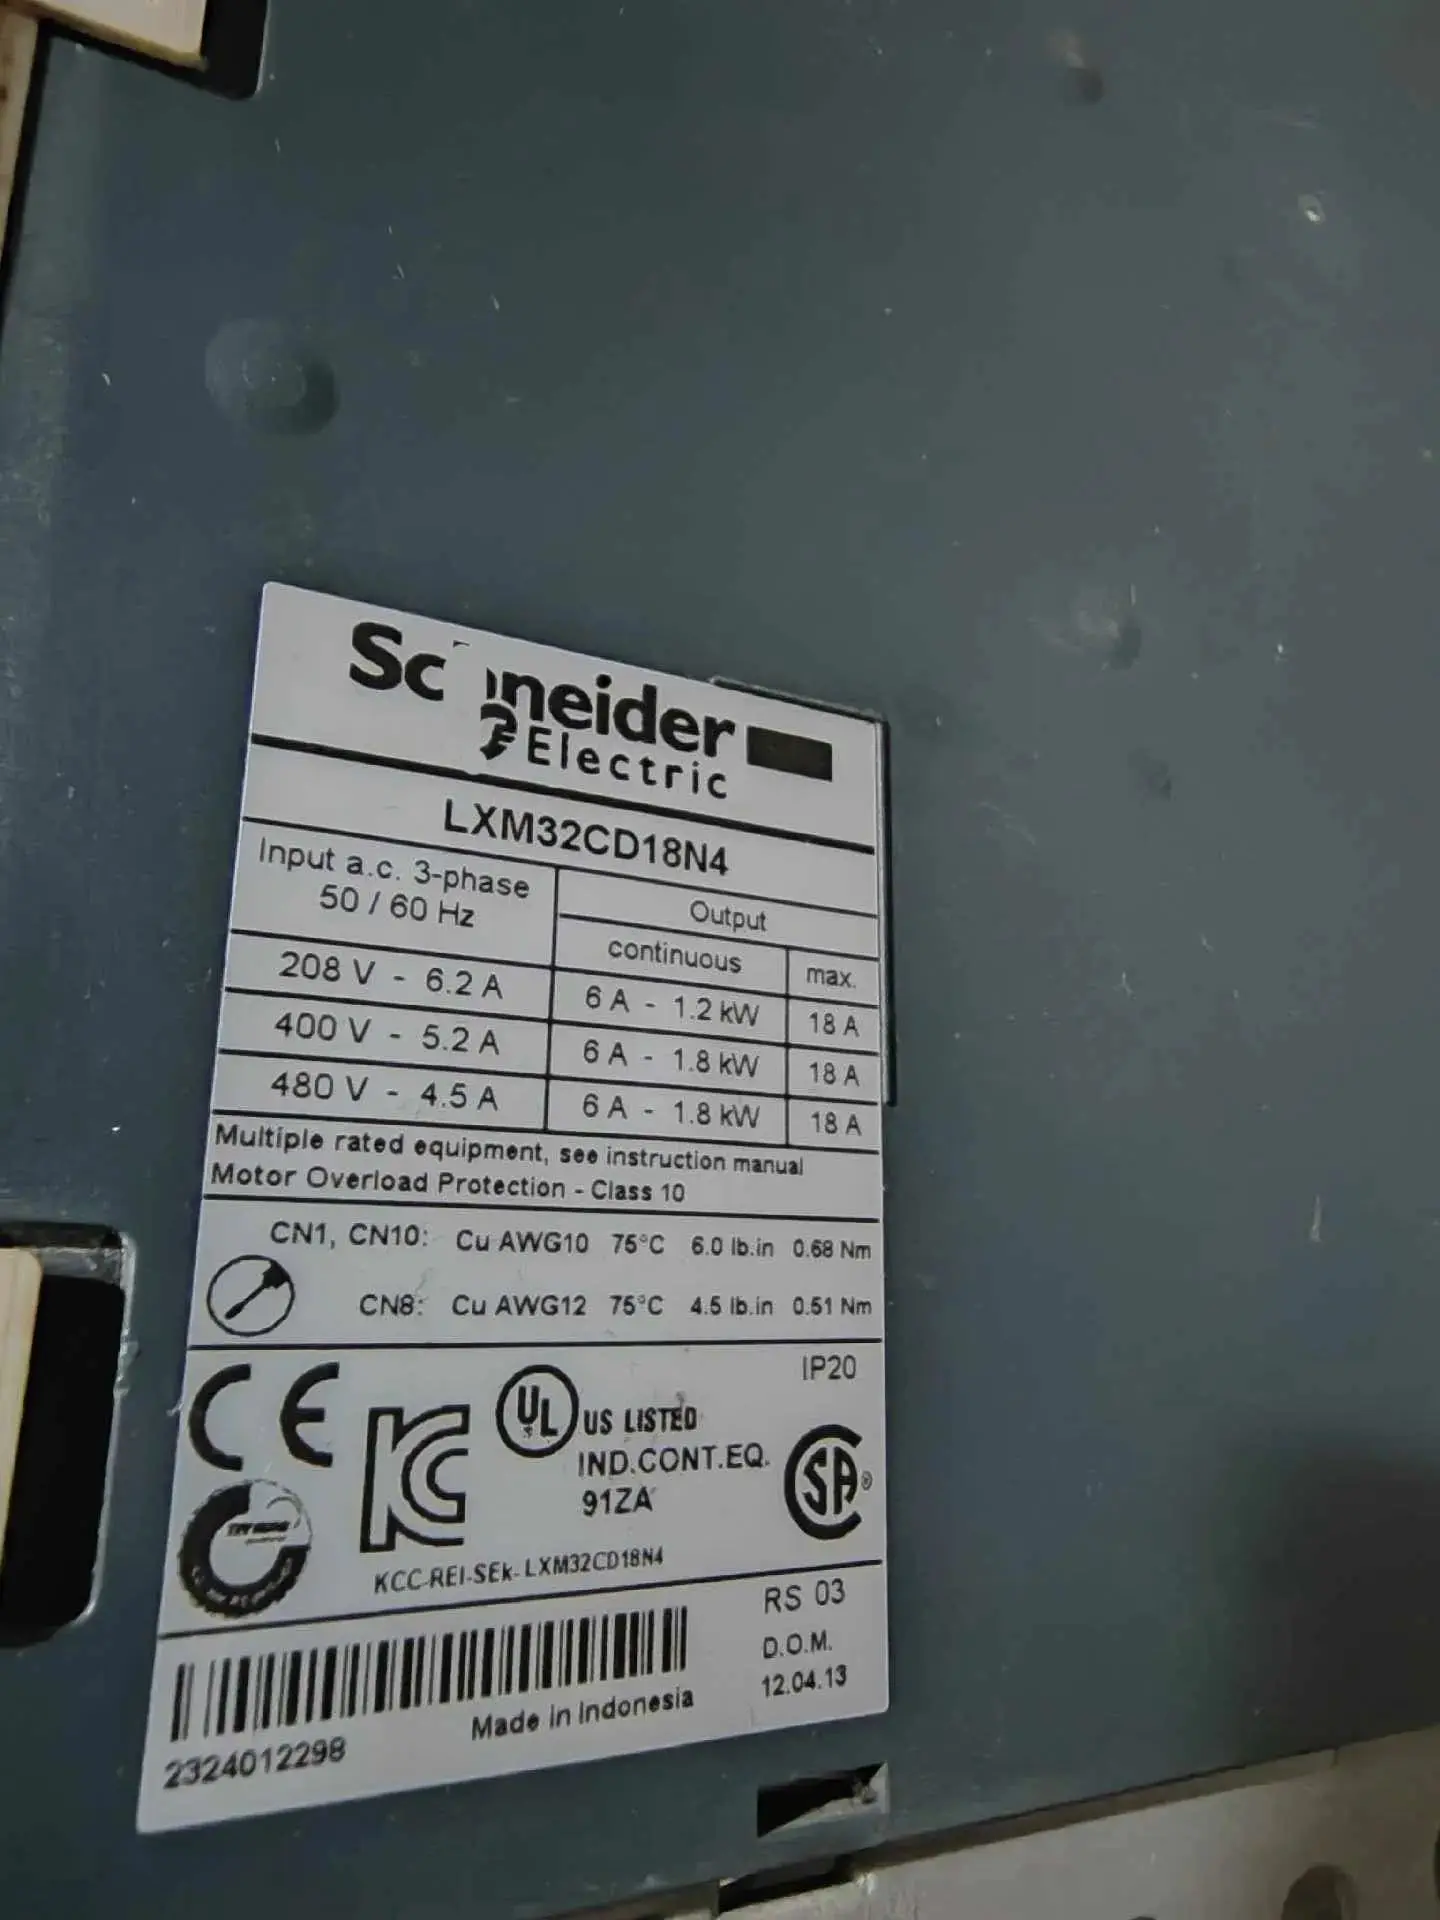 Schneider
Electric
LXM32CD18N4
Input a.c. 3-phase
50 / 60 Hz
Output
continuous max.
208 V - 6.2 A 6 A - 1.2 kW 18 A
400 V - 5.2 A 6 A - 1.8 kW 18 A
480 V - 4.5 A 6 A - 1.8 kW 18 A
Multiple rated equipment, see instruction manual
Motor Overload Protection - Class 10
CN1, CN10: Cu AWG10 75°C 6.0 lb.in 0.68 Nm
CN8: Cu AWG12 75°C 4.5 lb.in 0.51 Nm
IP20
CE
KC
UL US LISTED
IND.CONT.EQ.
91ZA
SA®
KCC-REI-SEk-LXM32CD18N4
RS 03
D.O.M.
12.04.13
Made in Indonesia
2324012298